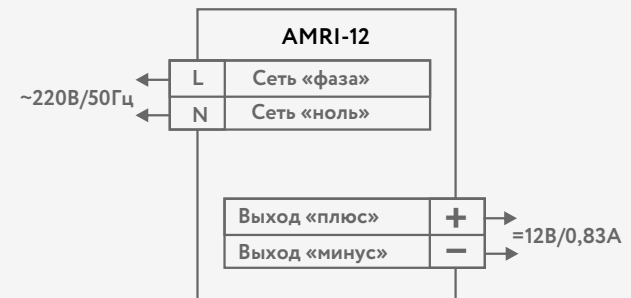 AMRI-12
L Сеть «фаза»
~220В/50Гц
N Сеть «ноль»
Выход «плюс» +
=12В/0,83А
Выход «минус» −